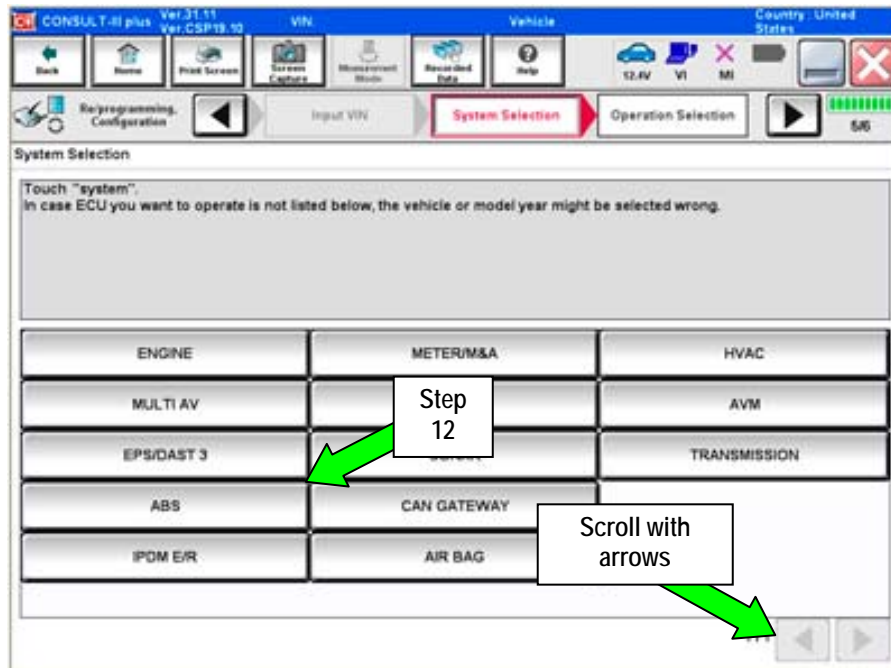 CONSULT-III plus Ver.31.11 VIN: Vehicle Country : United
Ver.CSP19.10 States
Back Home Print Screen Screen Capture Measurement Mode Recorded Data Help 12.4V VI MI
Re/programming, Configuration Input VIN System Selection Operation Selection 6/6
System Selection
Touch "system".
In case ECU you want to operate is not listed below, the vehicle or model year might be selected wrong.
ENGINE METER/M&A HVAC
MULTI AV AVM
Step
12
EPS/DAST 3 TRANSMISSION
ABS CAN GATEWAY
Scroll with
arrows
IPDM E/R AIR BAG